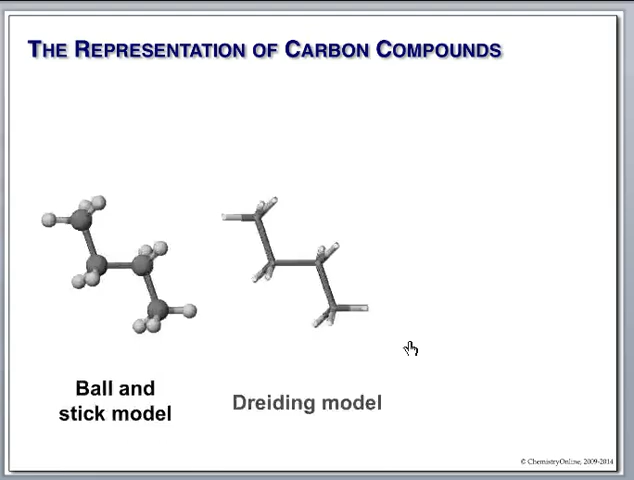 THE REPRESENTATION OF CARBON COMPOUNDS
Ball and
stick model
Dreiding model
© ChemistryOnline, 2009-2014